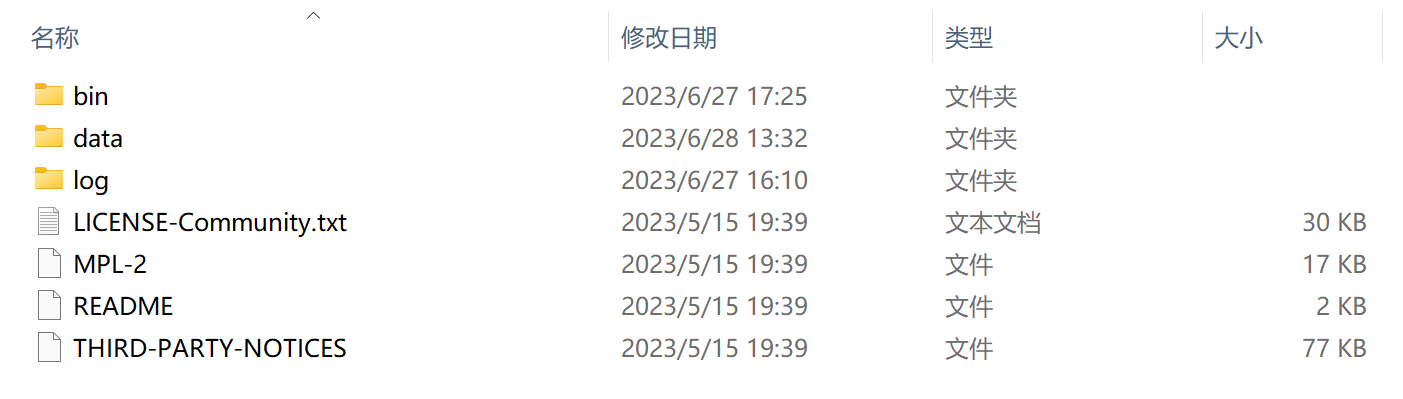 名称 修改日期 类型 大小
bin 2023/6/27 17:25 文件夹
data 2023/6/28 13:32 文件夹
log 2023/6/27 16:10 文件夹
LICENSE-Community.txt 2023/5/15 19:39 文本文档 30 KB
MPL-2 2023/5/15 19:39 文件 17 KB
README 2023/5/15 19:39 文件 2 KB
THIRD-PARTY-NOTICES 2023/5/15 19:39 文件 77 KB